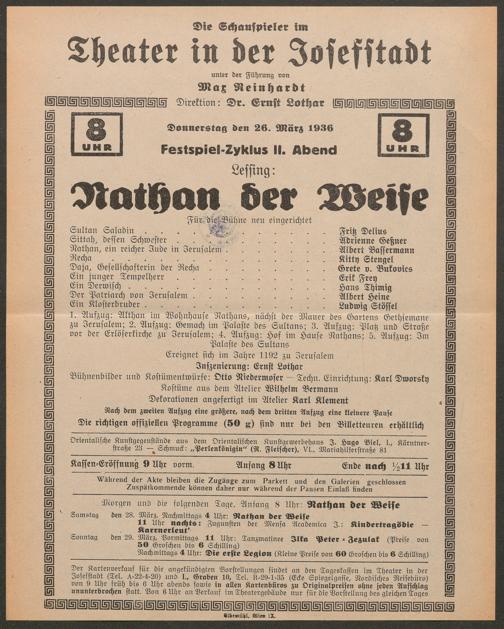 Die Schauspieler im
Theater in der Josefstadt
unter der Führung von
Max Reinhardt
Direktion: Dr. Ernst Lothar
8 UHR
Donnerstag den 26. März 1936
8 UHR
Festspiel-Zyklus II. Abend
Lessing:
Nathan der Weise
Für die Bühne neu eingerichtet
Sultan Saladin . . . Fritz Delius
Sittah, dessen Schwester . . . Adrienne Geßner
Nathan, ein reicher Jude in Jerusalem . . . Albert Bassermann
Recha . . . Kitty Stengel
Daja, Gesellschafterin der Recha . . . Grete v. Bukovics
Ein junger Tempelherr . . . Erik Frey
Ein Derwisch . . . Hans Thimig
Der Patriarch von Jerusalem . . . Albert Heine
Ein Klosterbruder . . . Ludwig Stössel
1. Aufzug: Althan im Wohnhause Nathans, nächst der Mauer des Gartens Gethsemane
zu Jerusalem; 2. Aufzug: Gemach im Palaste des Sultans; 3. Aufzug: Platz und Straße
vor der Erlöserkirche zu Jerusalem; 4. Aufzug: Hof im Hause Nathans; 5. Aufzug: Im
Palaste des Sultans
Ereignet sich im Jahre 1192 zu Jerusalem
Inszenierung: Ernst Lothar
Bühnenbilder und Kostümentwürfe: Otto Niedermoser – Techn. Einrichtung: Karl Dworsky
Kostüme aus dem Atelier Wilhelm Bermann
Dekorationen angefertigt im Atelier Karl Klement
Nach dem zweiten Aufzug eine größere, nach dem dritten Aufzug eine kleinere Pause
Die richtigen offiziellen Programme (50 g) sind nur bei den Billetteuren erhältlich
Orientalische Kunstgegenstände aus dem Orientalischen Kunstgewerbehaus J. Hugo Biel, I., Kärntner-
straße 23 – Schmuck: „Perlenkönigin" (R. Fleischer), VI., Mariahilferstraße 81
Kassen-Eröffnung 9 Uhr vorm. Anfang 8 Uhr Ende nach ½11 Uhr
Während der Akte bleiben die Zugänge zum Parkett und den Galerien geschlossen
Zuspätkommende können daher nur während der Pausen Einlaß finden
Morgen und die folgenden Tage, Anfang 8 Uhr: Nathan der Weise
Samstag den 28. März, Nachmittags 4 Uhr: Nathan der Weise
11 Uhr nachts: Zugunsten der Mensa Academica J.: Kindertragödie –
Karrnerleut'
Sonntag den 29. März, Vormittags 11 Uhr: Tanzmatinee Ilka Peter - Jezulat (Preise von
50 Groschen bis 6 Schilling)
Nachmittags 4 Uhr: Die erste Legion (Kleine Preise von 60 Groschen bis 6 Schilling)
Der Kartenverkauf für die angekündigten Vorstellungen findet an den Tageskassen im Theater in der
Josefstadt (Tel. A-22-6-20) und I., Graben 10, Tel. R-29-1-35 (Ecke Spiegelgasse, Nordisches Reisebüro)
von 9 Uhr früh bis 6 Uhr abends sowie in allen Kartenbüros zu Originalpreisen ohne jeden Aufschlag
ununterbrochen statt. Von 6 Uhr an Verkauf im Theatergebäude nur für die Vorstellung des gleichen Tages
Elbemühl, Wien IX.